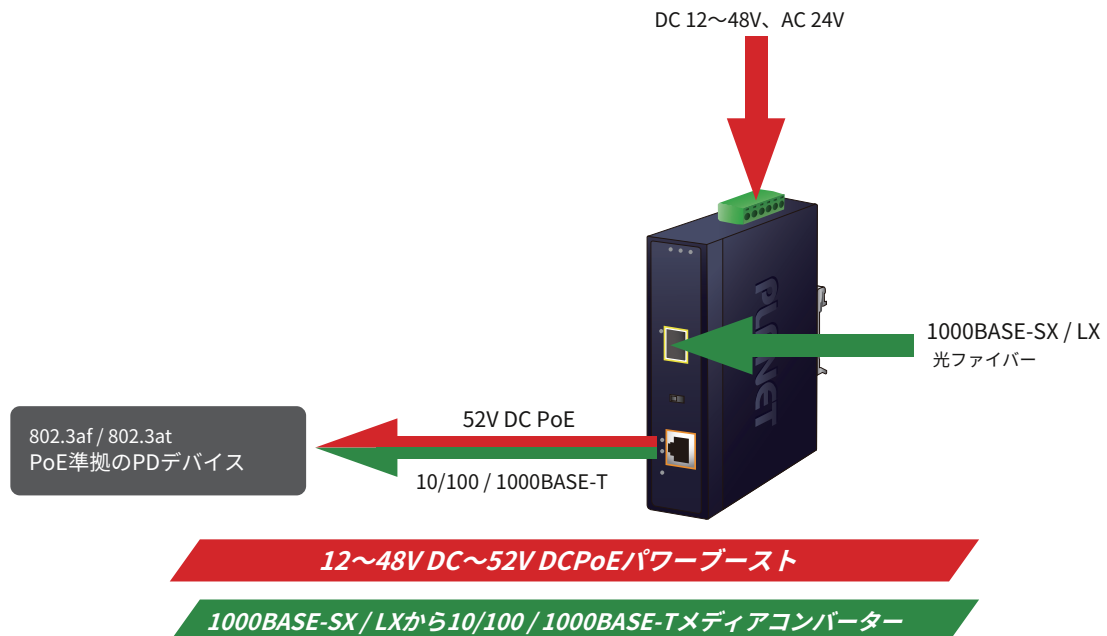 DC 12～48V、AC 24V
PLANET
1000BASE-SX / LX
光ファイバー
52V DC PoE
802.3af / 802.3at
PoE準拠のPDデバイス
10/100 / 1000BASE-T
12～48V DC～52V DCPoEパワーブースト
1000BASE-SX / LXから10/100 / 1000BASE-Tメディアコンバーター